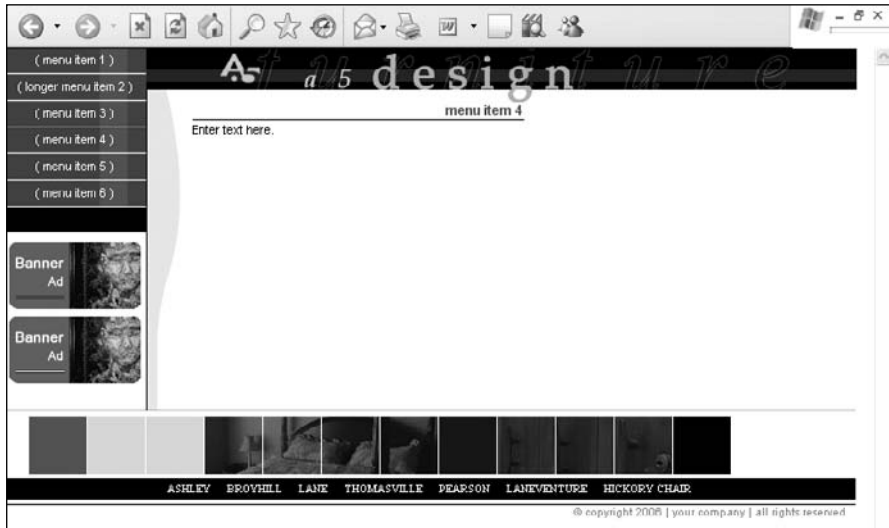 W
( menu item 1 )
( longer menu item 2 )
( menu item 3 )
( menu item 4 )
( menu item 5 )
( menu item 6 )
A5
a 5 design
t u r n i t u r e
menu item 4
Enter text here.
Banner
Ad
Banner
Ad
ASHLEY BROYHILL LANE THOMASVILLE PEARSON LANEVENTURE HICKORY CHAIR
© copyright 2006 | your company | all rights reserved